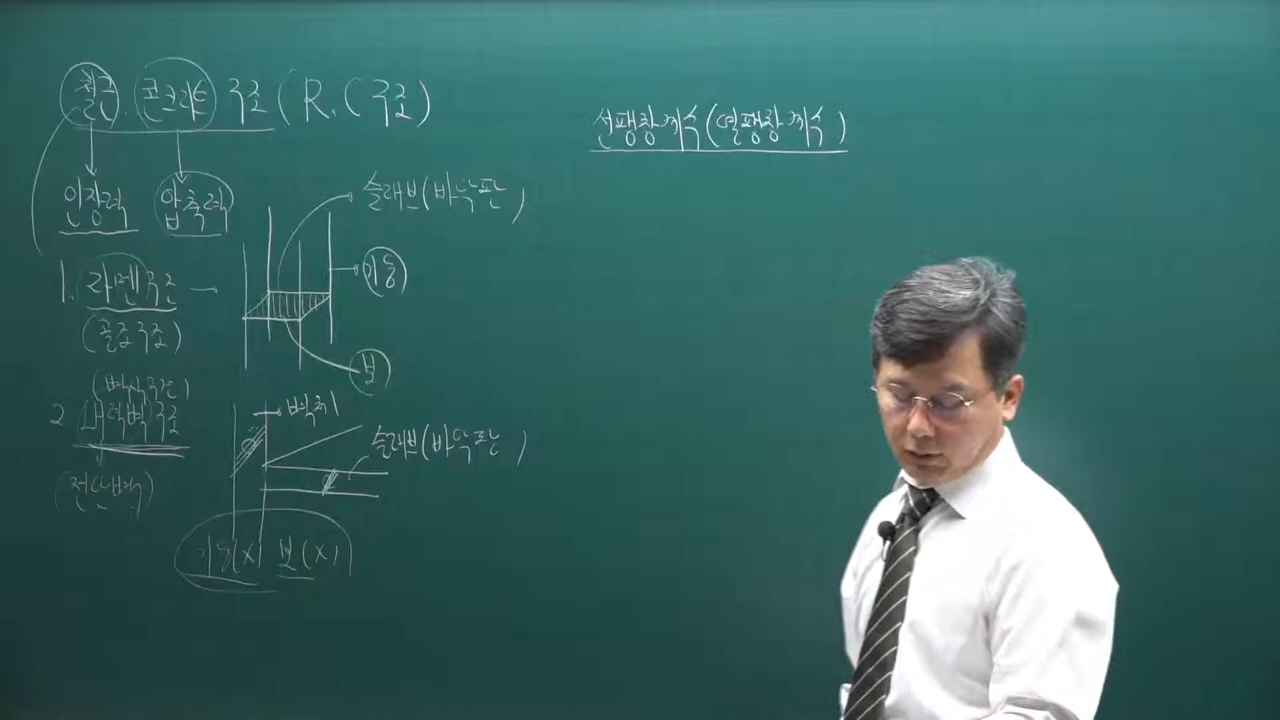 철근 콘크리트 구조 (R.C 구조)
인장력 압축력
슬래브(바닥판)
기둥
보
1. 라멘구조
(골조구조)
(벽식구조)
2 내력벽구조
(전단벽)
벽체
슬래브(바닥판)
기둥(x) 보(x)
선팽창계수(열팽창계수)